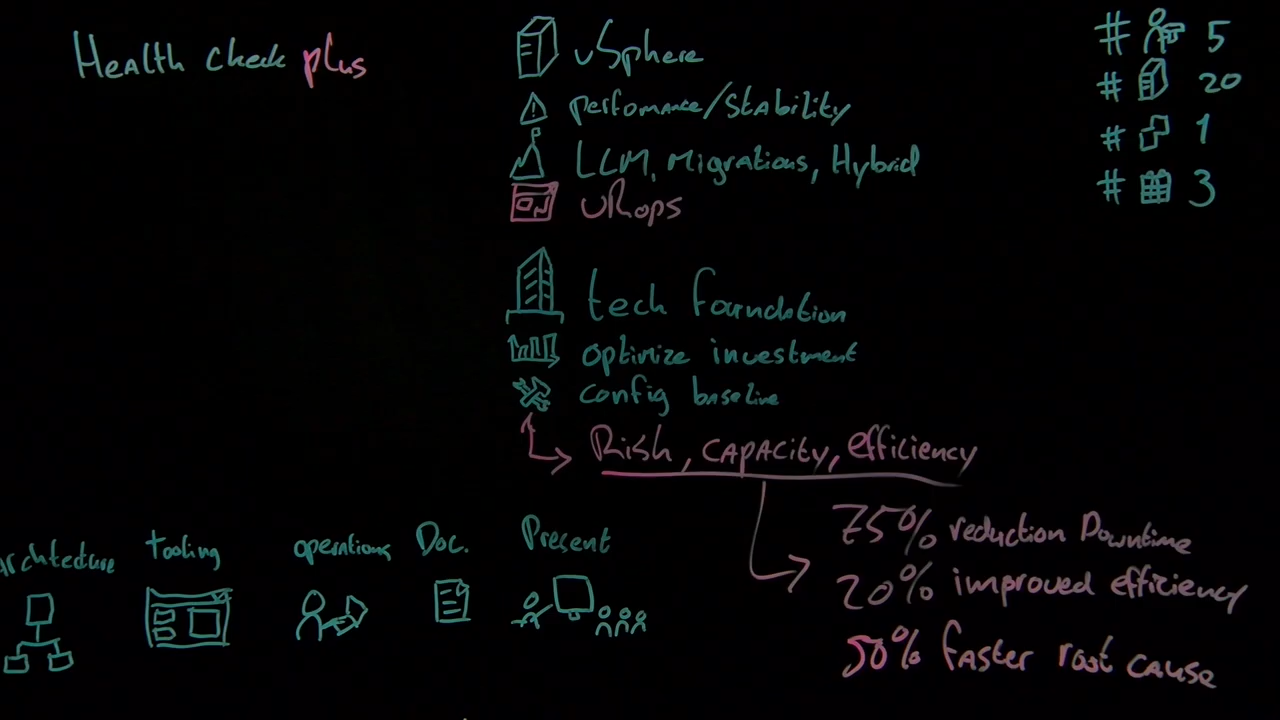 Health check plus
vSphere
perfomance/Stability
LCM, Migrations, Hybrid
vRops
# 5
# 20
# 1
# 3
tech foundation
optimize investment
config baseline
Risk, capacity, efficiency
75% reduction Downtime
20% improved efficiency
50% faster root cause
architecture tooling operations Doc. Present